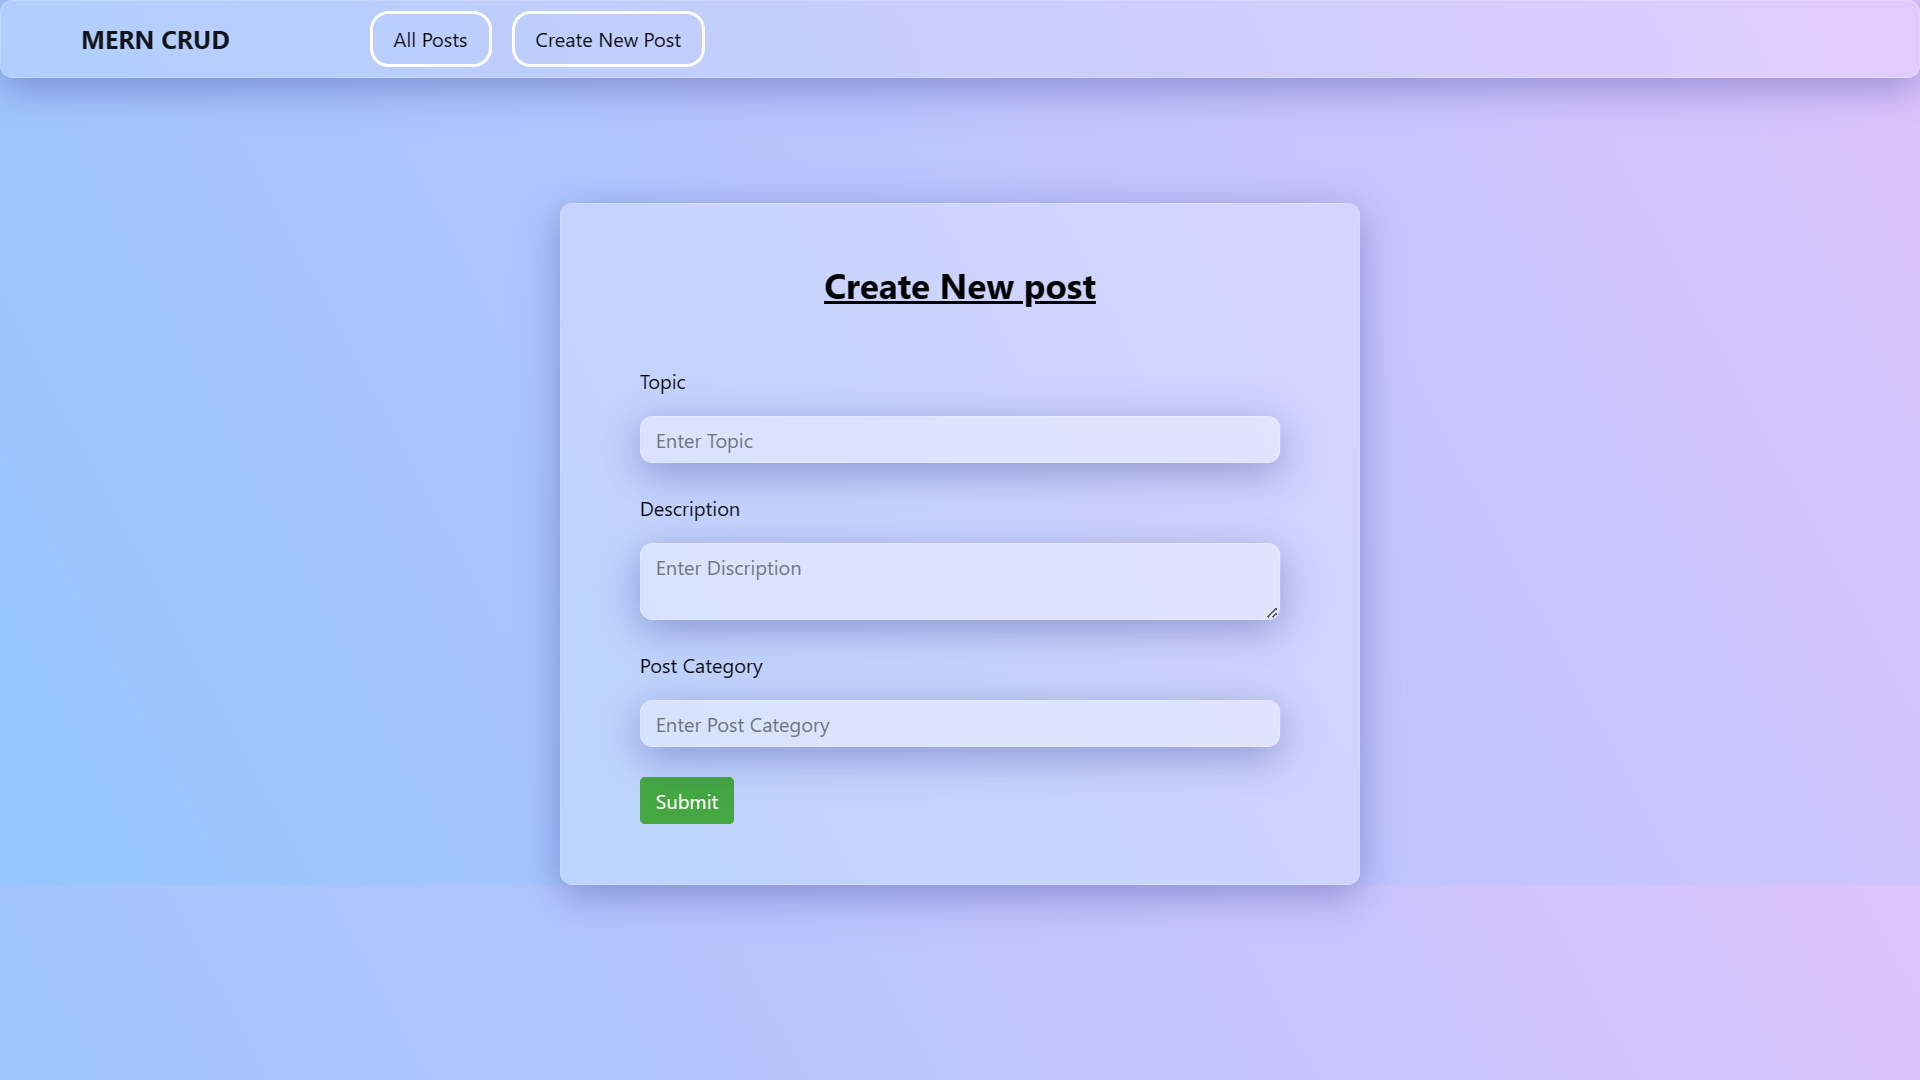 MERN CRUD
All Posts
Create New Post
Create New post
Topic
Enter Topic
Description
Enter Discription
Post Category
Enter Post Category
Submit